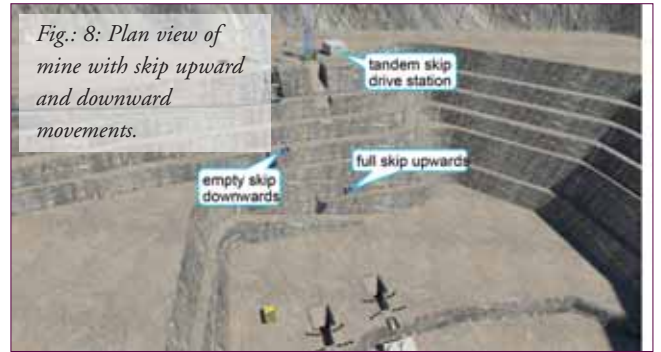 Fig.: 8: Plan view of
mine with skip upward
and downward
movements.
tandem skip
drive station
full skip upwards
empty skip
downwards